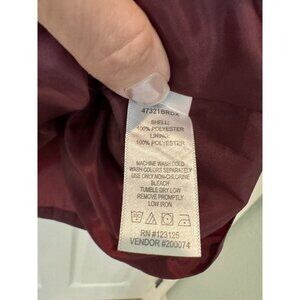 47321BRDX
SHELL:
100% POLYESTER
LINING:
100% POLYESTER
MACHINE WASH COLD
WASH COLORS SEPARATELY
USE ONLY NON-CHLORINE
BLEACH
TUMBLE DRY LOW
REMOVE PROMPTLY
LOW IRON
RN #123125
VENDOR #200074